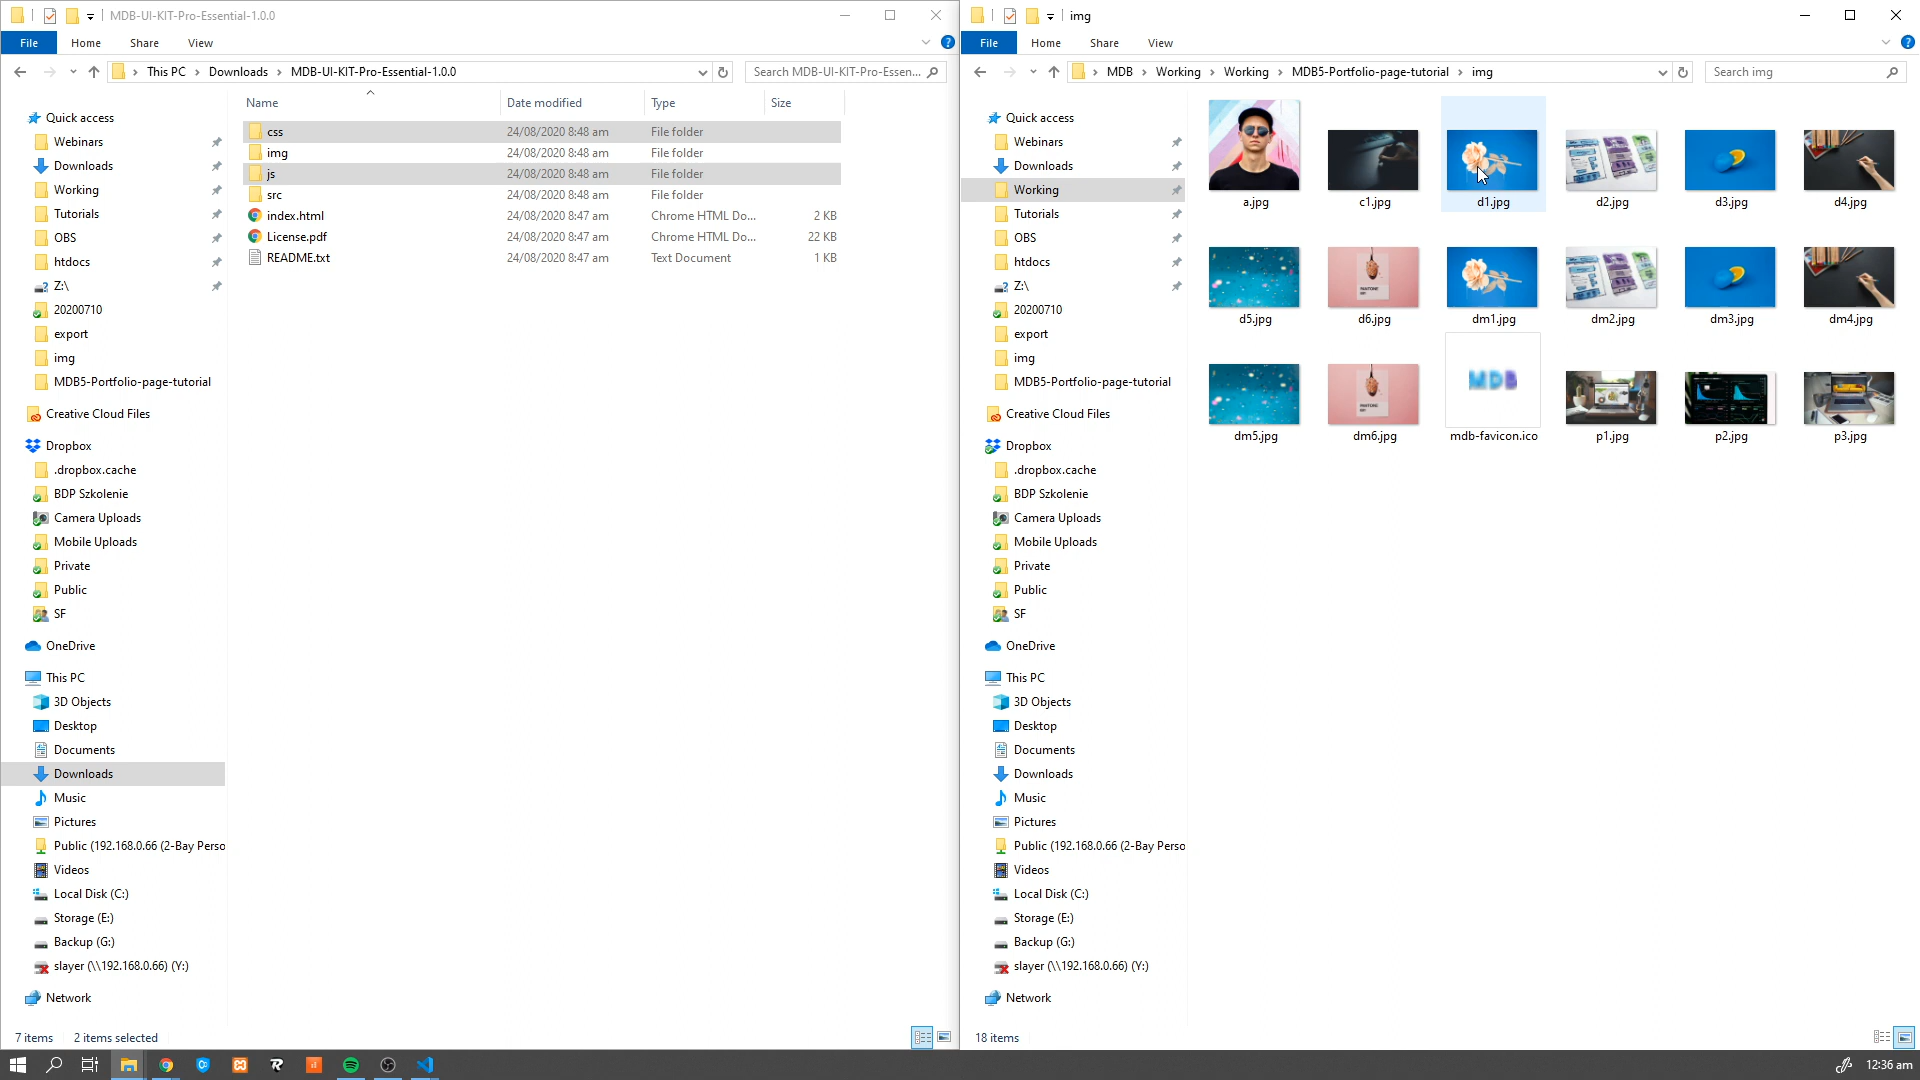 MDB-UI-KIT-Pro-Essential-1.0.0
File
Home
Share
View
This PC
Downloads
MDB-UI-KIT-Pro-Essential-1.0.0
Search MDB-UI-KIT-Pro-Essen...
Name
Date modified
Type
Size
Quick access
Webinars
Downloads
Working
Tutorials
OBS
htdocs
Z:\
20200710
export
img
MDB5-Portfolio-page-tutorial
Creative Cloud Files
Dropbox
.dropbox.cache
BDP Szkolenie
Camera Uploads
Mobile Uploads
Private
Public
SF
OneDrive
This PC
3D Objects
Desktop
Documents
Downloads
Music
Pictures
Public (192.168.0.66 (2-Bay Perso
Videos
Local Disk (C:)
Storage (E:)
Backup (G:)
slayer (\\192.168.0.66) (Y:)
Network
css 24/08/2020 8:48 am File folder
img 24/08/2020 8:48 am File folder
js 24/08/2020 8:48 am File folder
src 24/08/2020 8:48 am File folder
index.html 24/08/2020 8:47 am Chrome HTML Do... 2 KB
License.pdf 24/08/2020 8:47 am Chrome HTML Do... 22 KB
README.txt 24/08/2020 8:47 am Text Document 1 KB
7 items 2 items selected
img
File
Home
Share
View
MDB
Working
Working
MDB5-Portfolio-page-tutorial
img
Search img
Quick access
Webinars
Downloads
Working
Tutorials
OBS
htdocs
Z:\
20200710
export
img
MDB5-Portfolio-page-tutorial
Creative Cloud Files
Dropbox
.dropbox.cache
BDP Szkolenie
Camera Uploads
Mobile Uploads
Private
Public
SF
OneDrive
This PC
3D Objects
Desktop
Documents
Downloads
Music
Pictures
Public (192.168.0.66 (2-Bay Perso
Videos
Local Disk (C:)
Storage (E:)
Backup (G:)
slayer (\\192.168.0.66) (Y:)
Network
a.jpg
c1.jpg
d1.jpg
d2.jpg
d3.jpg
d4.jpg
PANTONE
d5.jpg
d6.jpg
dm1.jpg
dm2.jpg
dm3.jpg
dm4.jpg
PANTONE
MDB
dm5.jpg
dm6.jpg
mdb-favicon.ico
p1.jpg
p2.jpg
p3.jpg
18 items
12:36 am